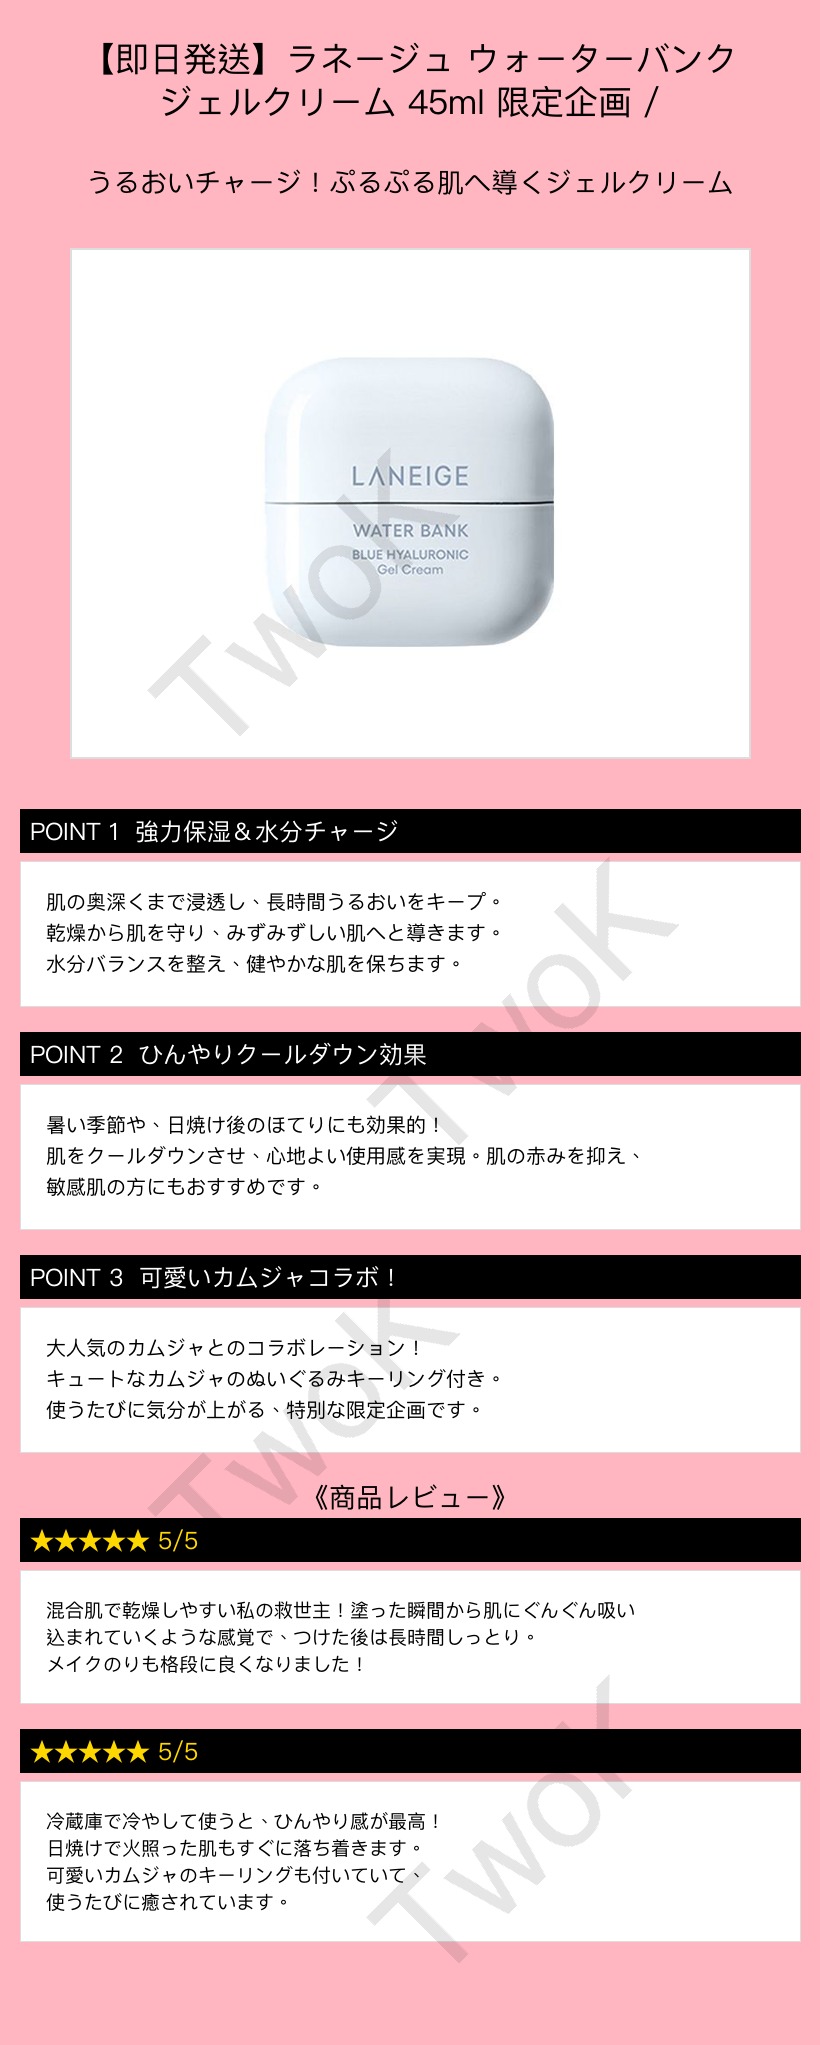 【即日発送】ラネージュ ウォーターバンク
ジェルクリーム 45ml 限定企画 /
うるおいチャージ！ぷるぷる肌へ導くジェルクリーム
LANEIGE
WATER BANK
BLUE HYALURONIC
Gel Cream
TwoK
POINT 1 強力保湿＆水分チャージ
肌の奥深くまで浸透し、長時間うるおいをキープ。
乾燥から肌を守り、みずみずしい肌へと導きます。
水分バランスを整え、健やかな肌を保ちます。
TwoK
POINT 2 ひんやりクールダウン効果
暑い季節や、日焼け後のほてりにも効果的！
肌をクールダウンさせ、心地よい使用感を実現。肌の赤みを抑え、
敏感肌の方にもおすすめです。
POINT 3 可愛いカムジャコラボ！
大人気のカムジャとのコラボレーション！
キュートなカムジャのぬいぐるみキーリング付き。
使うたびに気分が上がる、特別な限定企画です。
TwoK
《商品レビュー》
★★★★★ 5/5
混合肌で乾燥しやすい私の救世主！塗った瞬間から肌にぐんぐん吸い
込まれていくような感覚で、つけた後は長時間しっとり。
メイクのりも格段に良くなりました！
★★★★★ 5/5
冷蔵庫で冷やして使うと、ひんやり感が最高！
日焼けで火照った肌もすぐに落ち着きます。
可愛いカムジャのキーリングも付いていて、
使うたびに癒されています。
TwoK